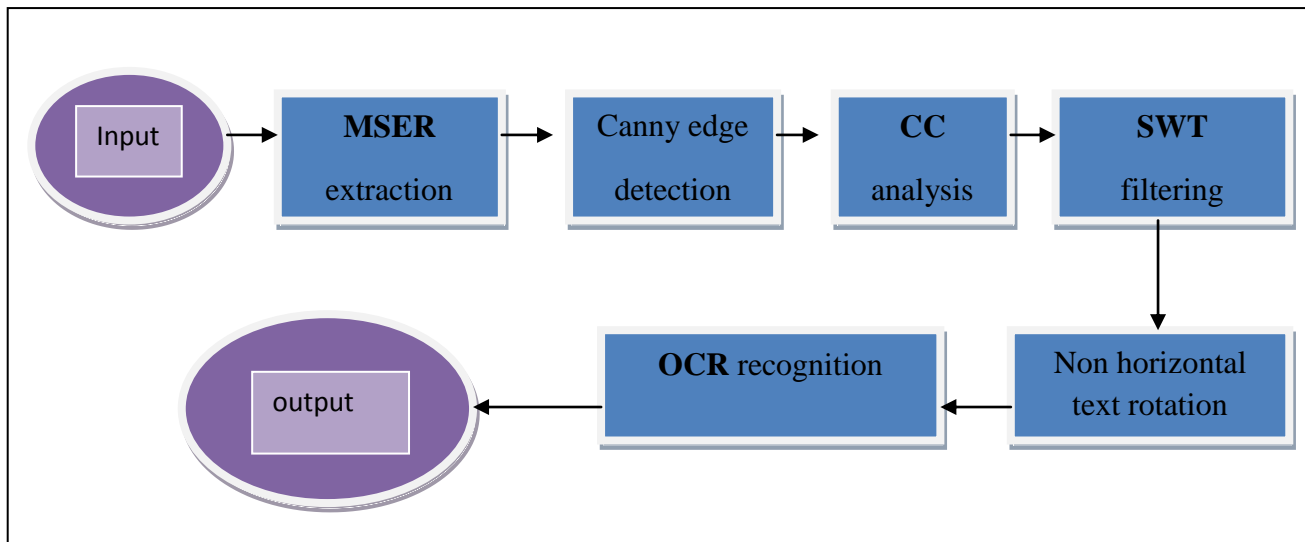 Input
MSER
extraction
Canny edge
detection
CC
analysis
SWT
filtering
Non horizontal
text rotation
OCR recognition
output